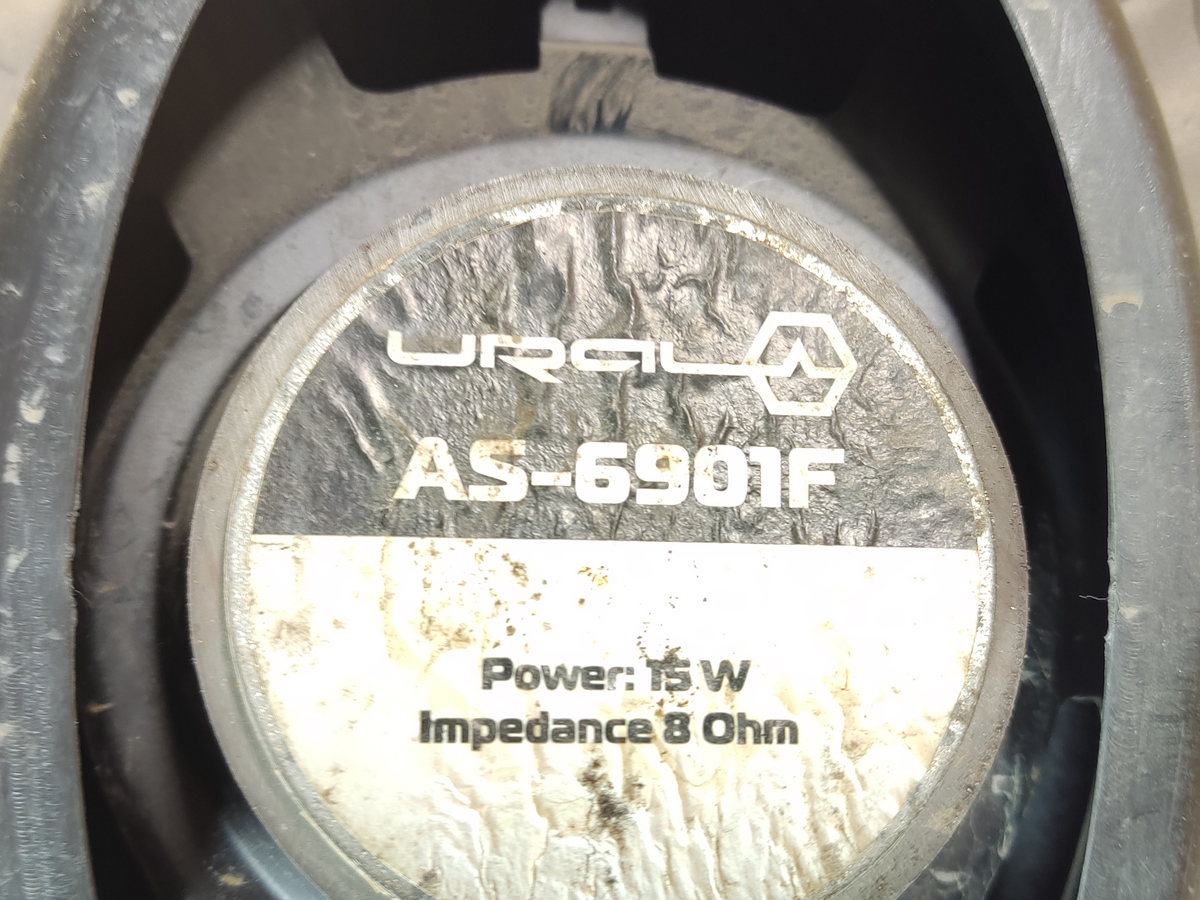 URAL
AS-6901F
Power: 15 W
Impedance 8 Ohm